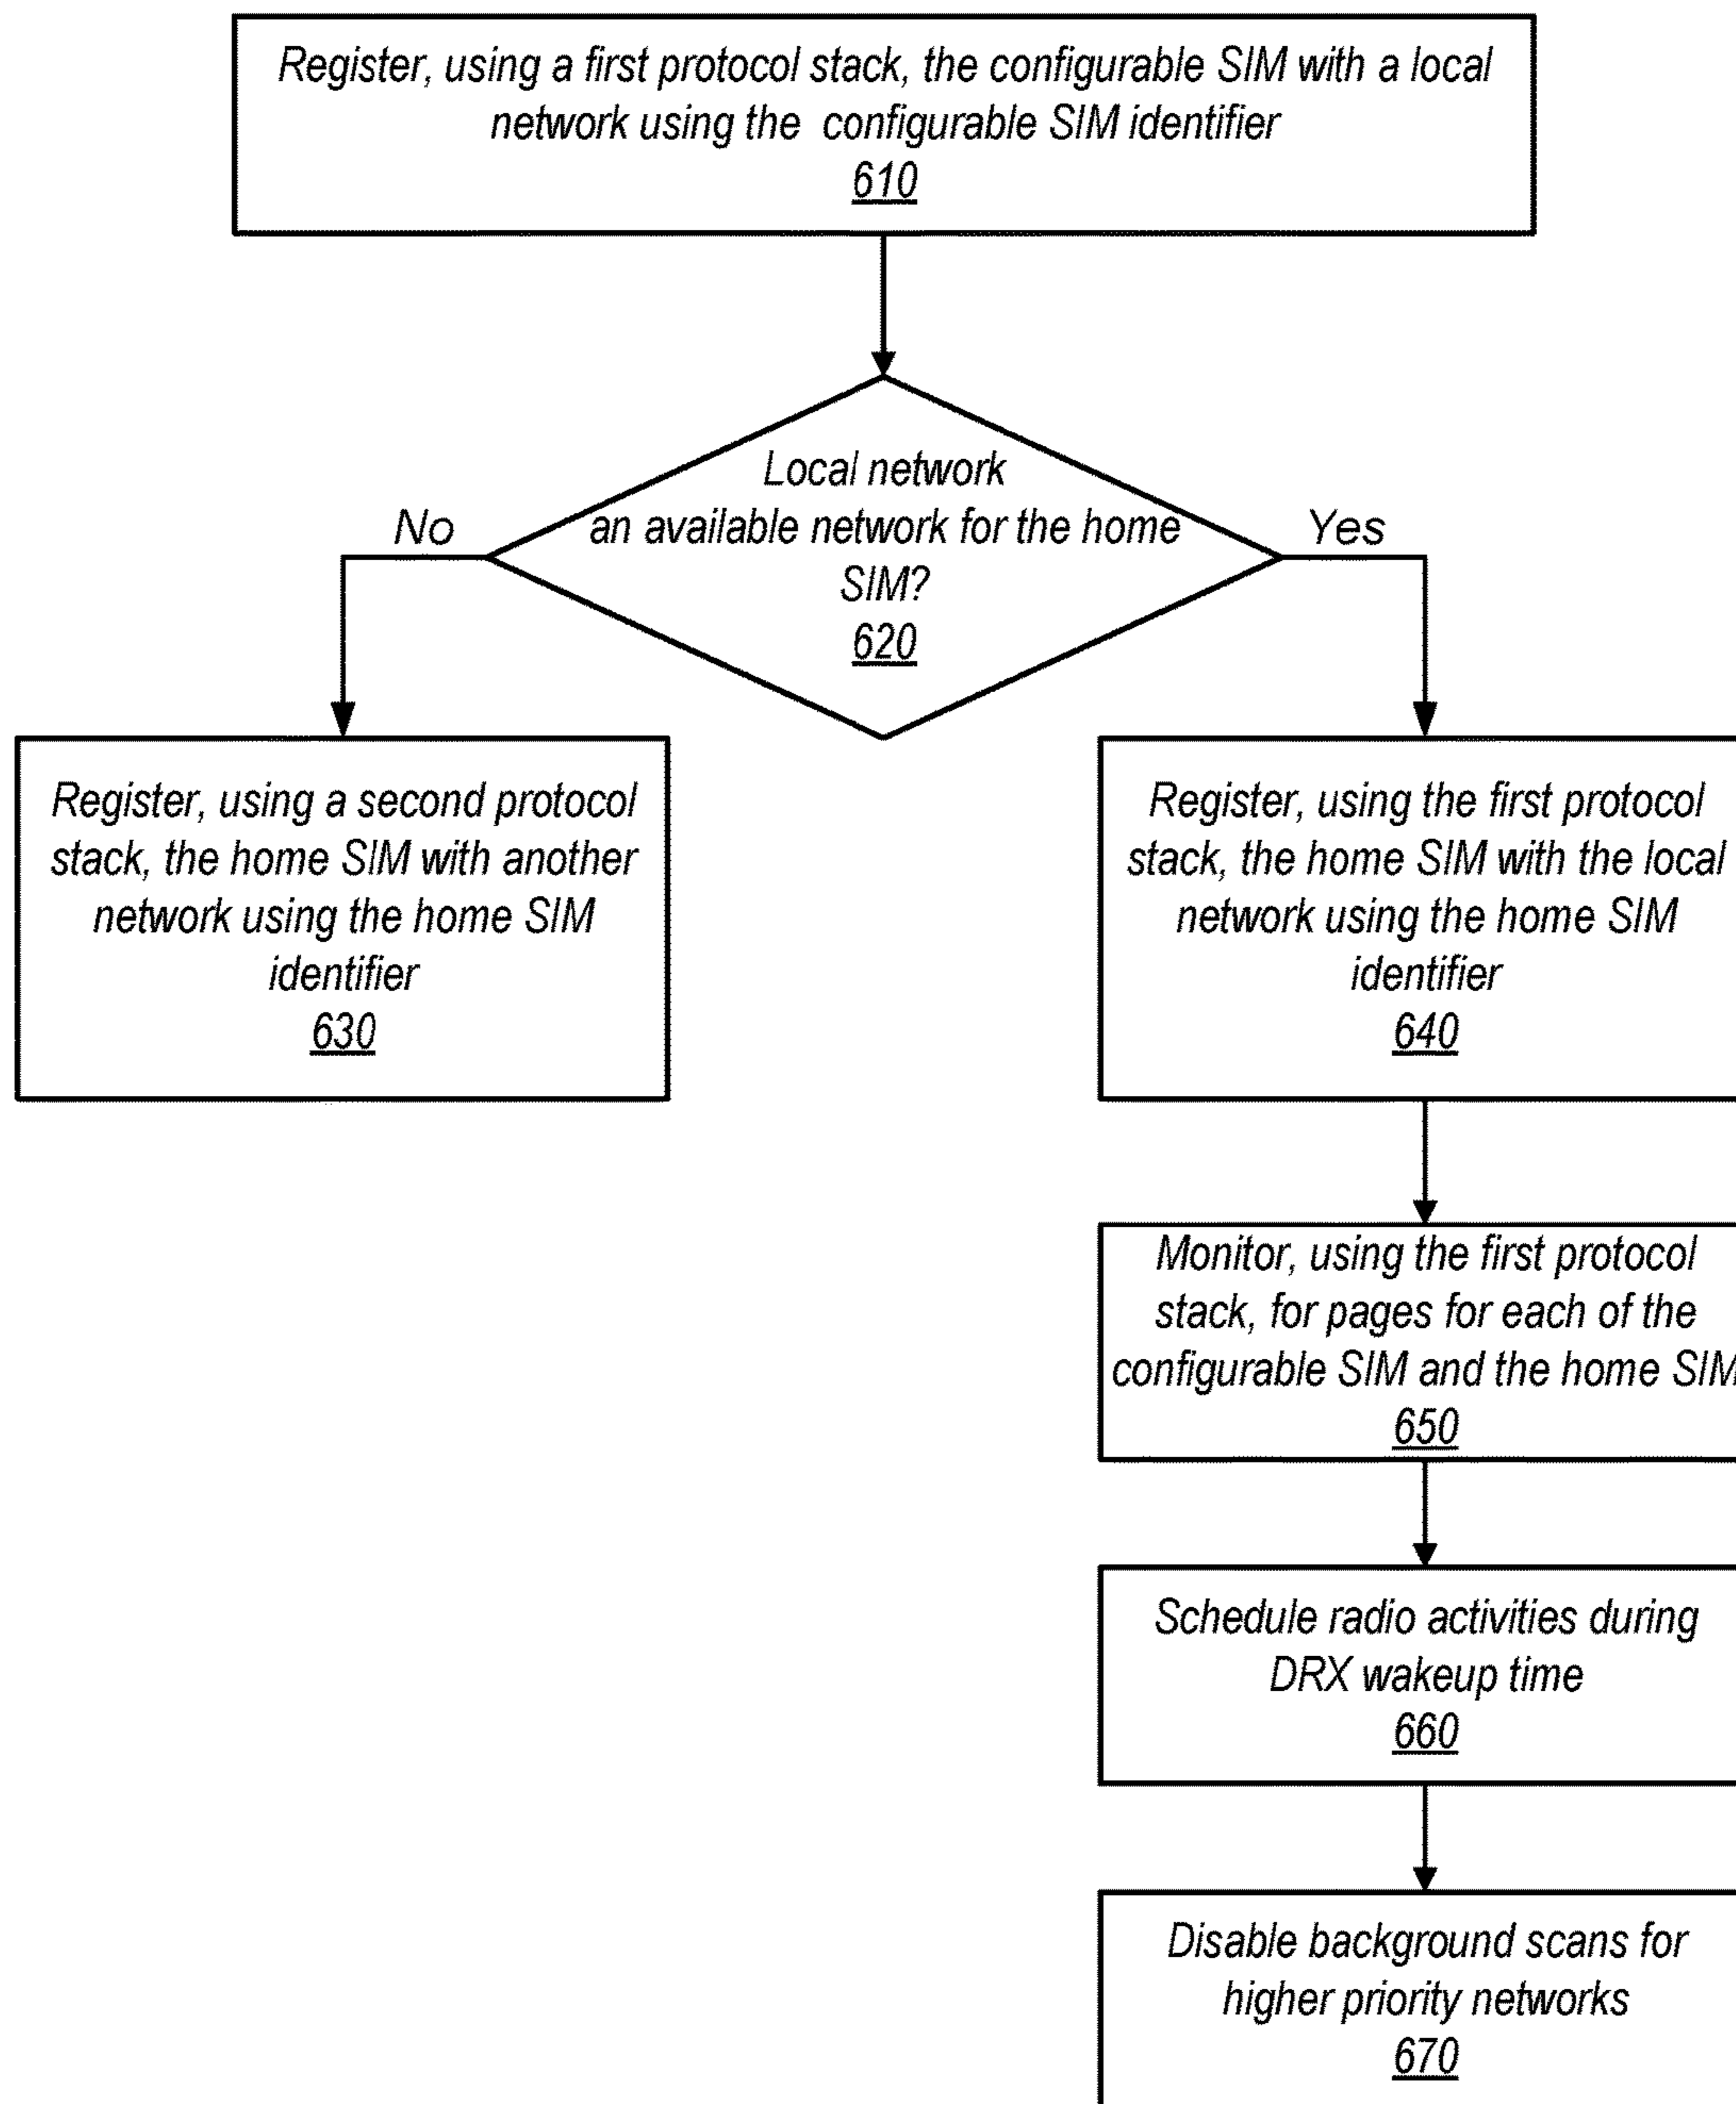 Register, using a first protocol stack, the configurable SIM with a local
network using the configurable SIM identifier
610
Local network
an available network for the home
SIM?
620
No
Yes
Register, using a second protocol
stack, the home SIM with another
network using the home SIM
identifier
630
Register, using the first protocol
stack, the home SIM with the local
network using the home SIM
identifier
640
Monitor, using the first protocol
stack, for pages for each of the
configurable SIM and the home SIM
650
Schedule radio activities during
DRX wakeup time
660
Disable background scans for
higher priority networks
670